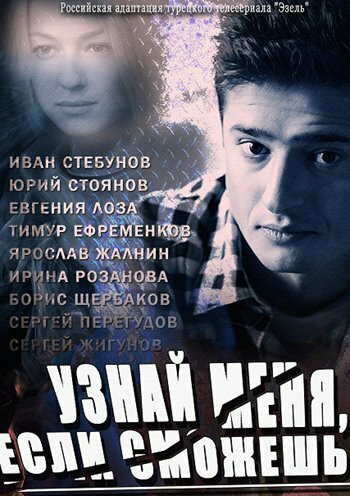 Российская адаптация турецкого телесериала "Эзель"
ИВАН СТЕБУНОВ
ЮРИЙ СТОЯНОВ
ЕВГЕНИЯ ЛОЗА
ТИМУР ЕФРЕМЕНКОВ
ЯРОСЛАВ ЖАЛНИН
ИРИНА РОЗАНОВА
БОРИС ЩЕРБАКОВ
СЕРГЕЙ ПЕРЕГУДОВ
СЕРГЕЙ ЖИГУНОВ
УЗНАЙ МЕНЯ,
ЕСЛИ СМОЖЕШЬ